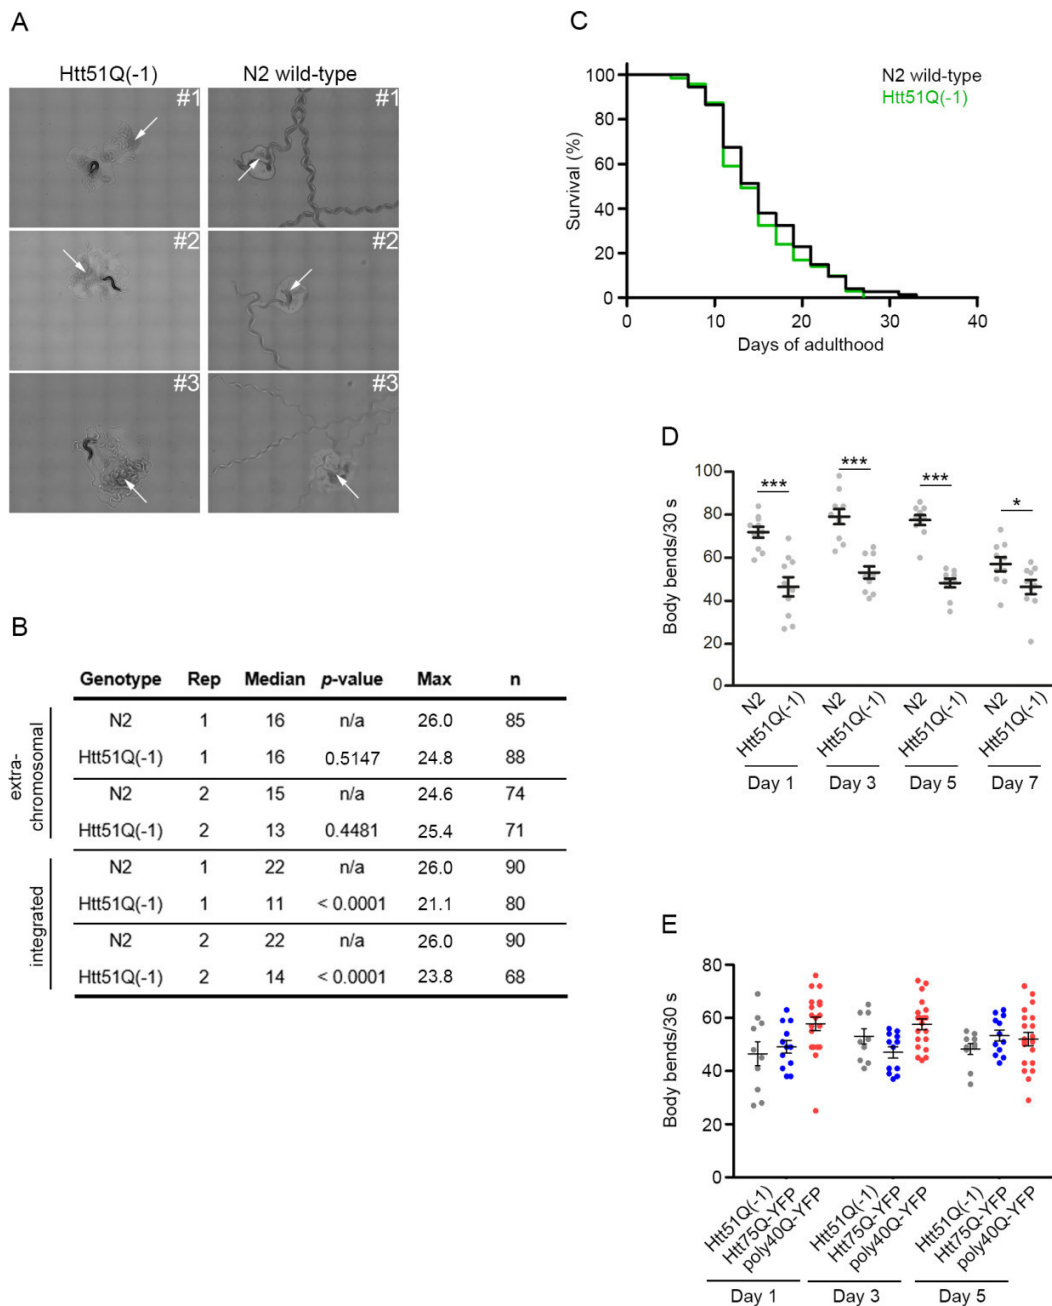 A
Htt51Q(-1) N2 wild-type
#1 #1
#2 #2
#3 #3
B
Genotype Rep Median p-value Max n
extra-
chromosomal
N2 1 16 n/a 26.0 85
Htt51Q(-1) 1 16 0.5147 24.8 88
N2 2 15 n/a 24.6 74
Htt51Q(-1) 2 13 0.4481 25.4 71
integrated
N2 1 22 n/a 26.0 90
Htt51Q(-1) 1 11 < 0.0001 21.1 80
N2 2 22 n/a 26.0 90
Htt51Q(-1) 2 14 < 0.0001 23.8 68
C
N2 wild-type
Htt51Q(-1)
Survival (%)
100
80
60
40
20
0
0 10 20 30 40
Days of adulthood
D
Body bends/30 s
100
80
60
40
20
0
*** *** *** *
N2 Htt51Q(-1) N2 Htt51Q(-1) N2 Htt51Q(-1) N2 Htt51Q(-1)
Day 1 Day 3 Day 5 Day 7
E
Body bends/30 s
80
60
40
20
0
Htt51Q(-1) Htt75Q-YFP poly40Q-YFP Htt51Q(-1) Htt75Q-YFP poly40Q-YFP Htt51Q(-1) Htt75Q-YFP poly40Q-YFP
Day 1 Day 3 Day 5